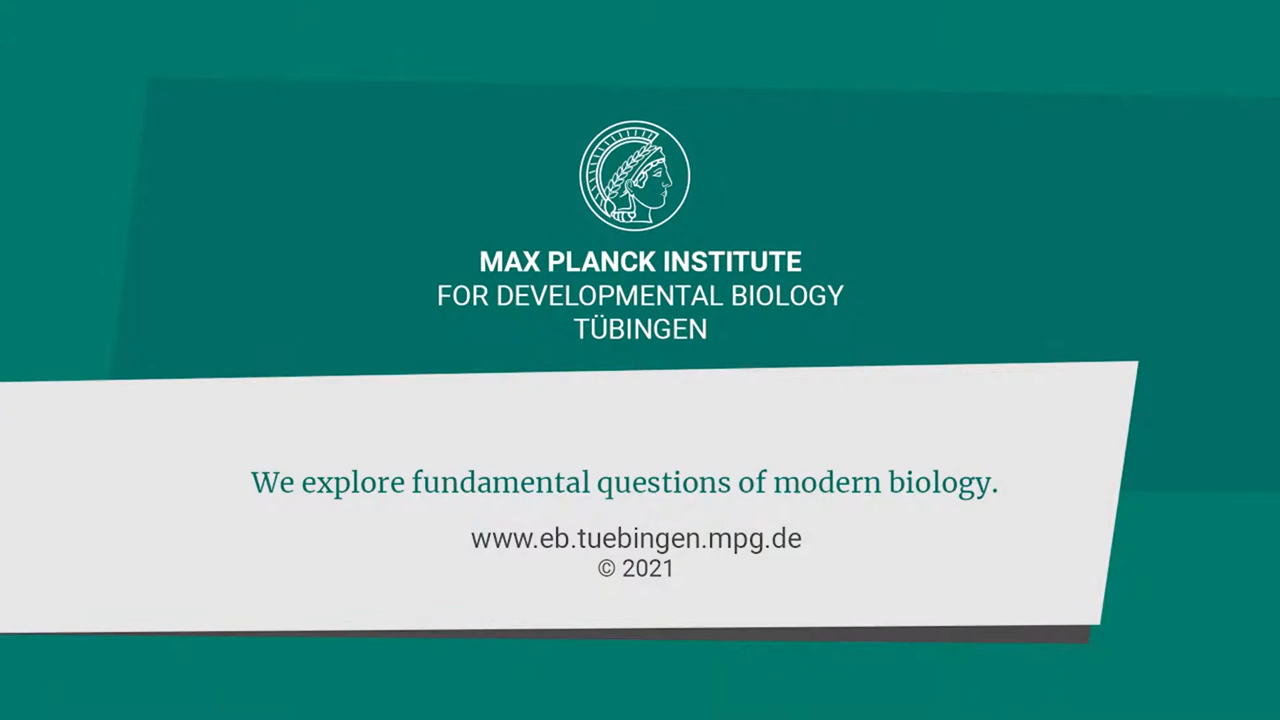 MAX PLANCK INSTITUTE
FOR DEVELOPMENTAL BIOLOGY
TÜBINGEN
We explore fundamental questions of modern biology.
www.eb.tuebingen.mpg.de
© 2021